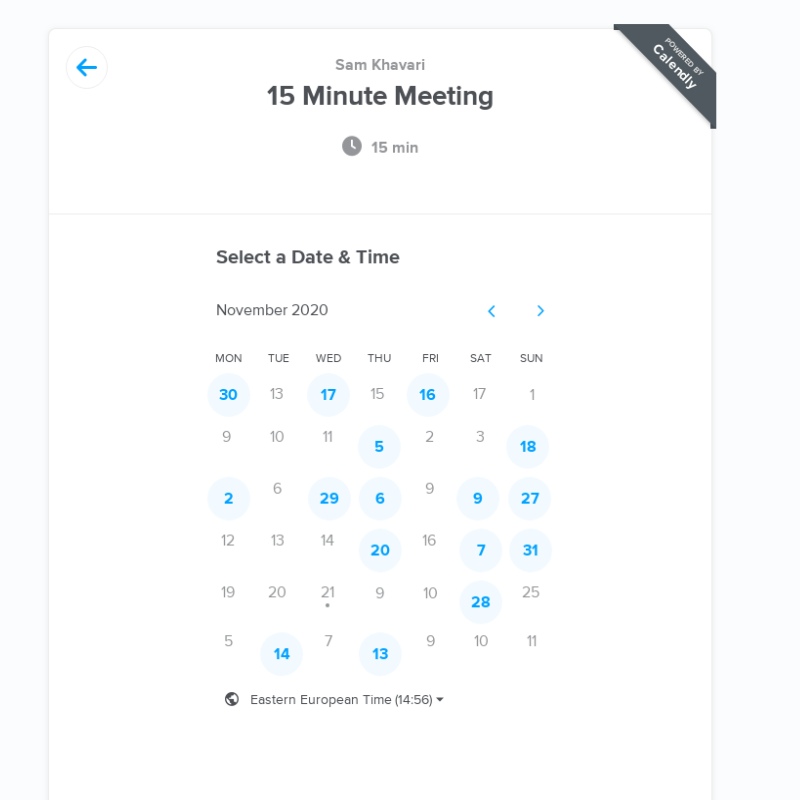 POWERED BY
Calendly
Sam Khavari
15 Minute Meeting
15 min
Select a Date & Time
November 2020
MON TUE WED THU FRI SAT SUN
30 13 17 15 16 17 1
9 10 11 5 2 3 18
2 6 29 6 9 9 27
12 13 14 20 16 7 31
19 20 21 9 10 28 25
5 14 7 13 9 10 11
Eastern European Time (14:56)